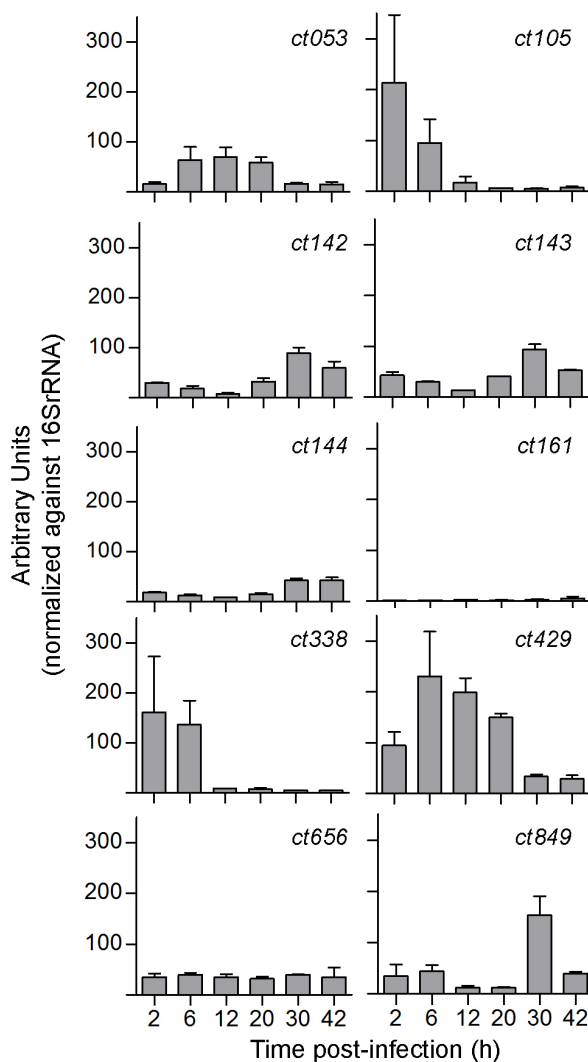 300
200
100
ct053
ct105
300
200
100
ct142
ct143
300
200
100
ct144
ct161
300
200
100
ct338
ct429
300
200
100
ct656
ct849
2 6 12 20 30 42 2 6 12 20 30 42
Time post-infection (h)
Arbitrary Units
(normalized against 16SrRNA)